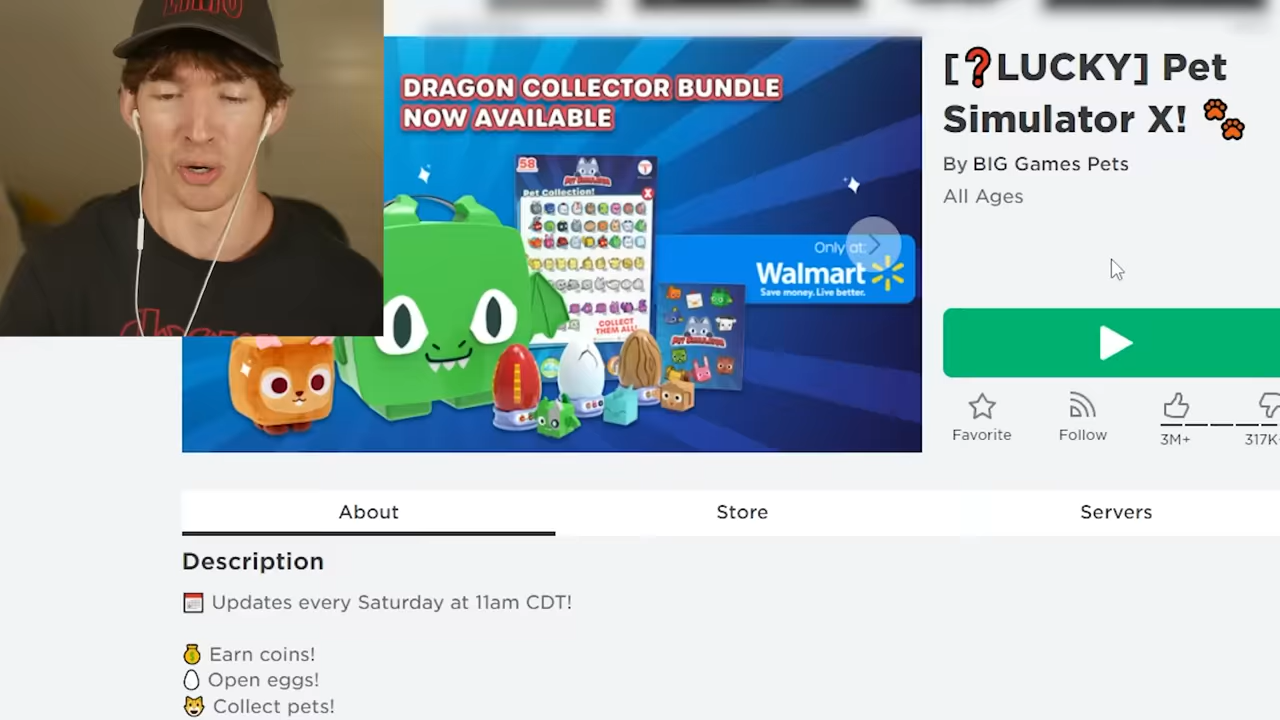 DRAGON COLLECTOR BUNDLE
NOW AVAILABLE
58
Pet Collection!
COLLECT
THEM ALL!
Only at:
Walmart
Save money. Live better.
[❓LUCKY] Pet
Simulator X! 🐾
By BIG Games Pets
All Ages
Favorite
Follow
3M+
317K
About
Store
Servers
Description
📅 Updates every Saturday at 11am CDT!
💰 Earn coins!
🥚 Open eggs!
😺 Collect pets!